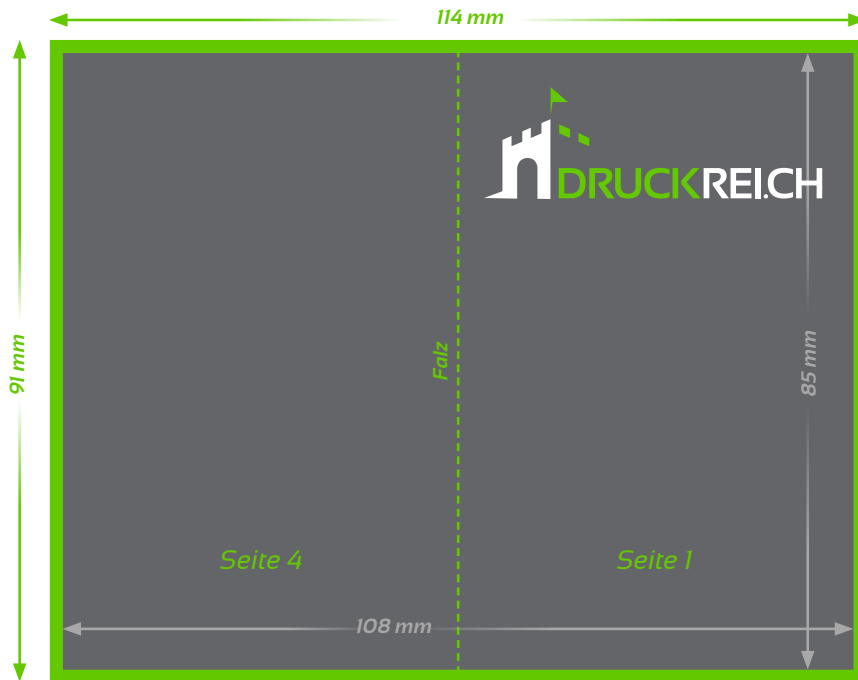 114 mm
DRUCKREI.CH
91 mm
Falz
85 mm
Seite 4
Seite 1
108 mm